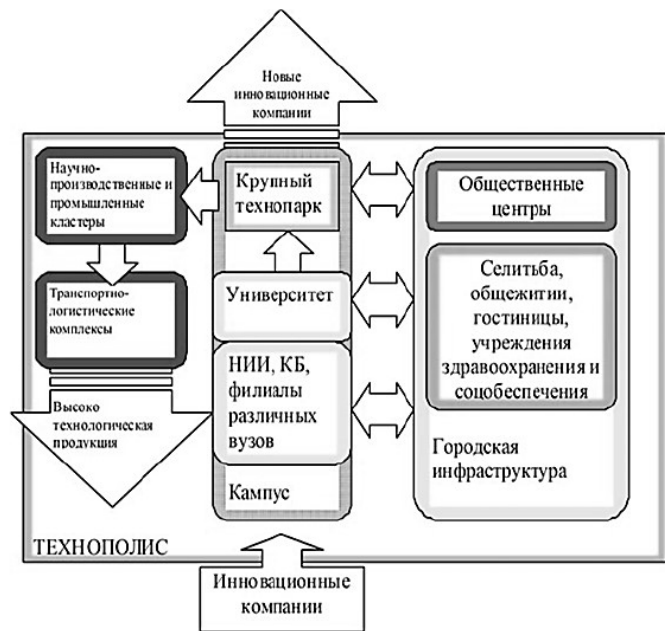 Новые
инновационные
компании
Научно-
производственные и
промышленные
кластеры
Крупный
технопарк
Общественные
центры
Транспортно-
логистические
комплексы
Университет
Селитьба,
общежитии,
гостиницы,
учреждения
здравоохранения и
соцобеспечения
НИИ, КБ,
филиалы
различных
вузов
Высоко
технологическая
продукция
Городская
инфраструктура
Кампус
ТЕХНОПОЛИС
Инновационные
компании